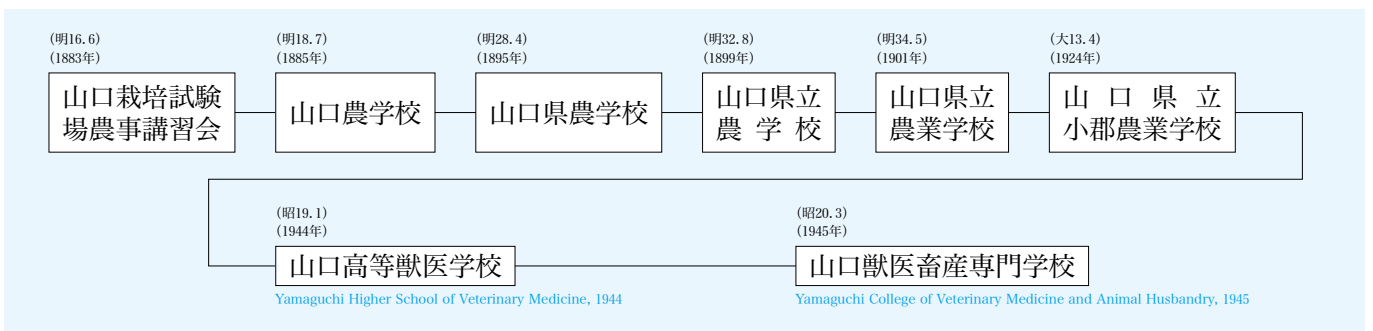 (明16.6)
(1883年)
山口栽培試験
場農事講習会
(明18.7)
(1885年)
山口農学校
(明28.4)
(1895年)
山口県農学校
(明32.8)
(1899年)
山口県立
農学校
(明34.5)
(1901年)
山口県立
農業学校
(大13.4)
(1924年)
山口県立
小郡農業学校
(昭19.1)
(1944年)
山口高等獣医学校
Yamaguchi Higher School of Veterinary Medicine, 1944
(昭20.3)
(1945年)
山口獣医畜産専門学校
Yamaguchi College of Veterinary Medicine and Animal Husbandry, 1945